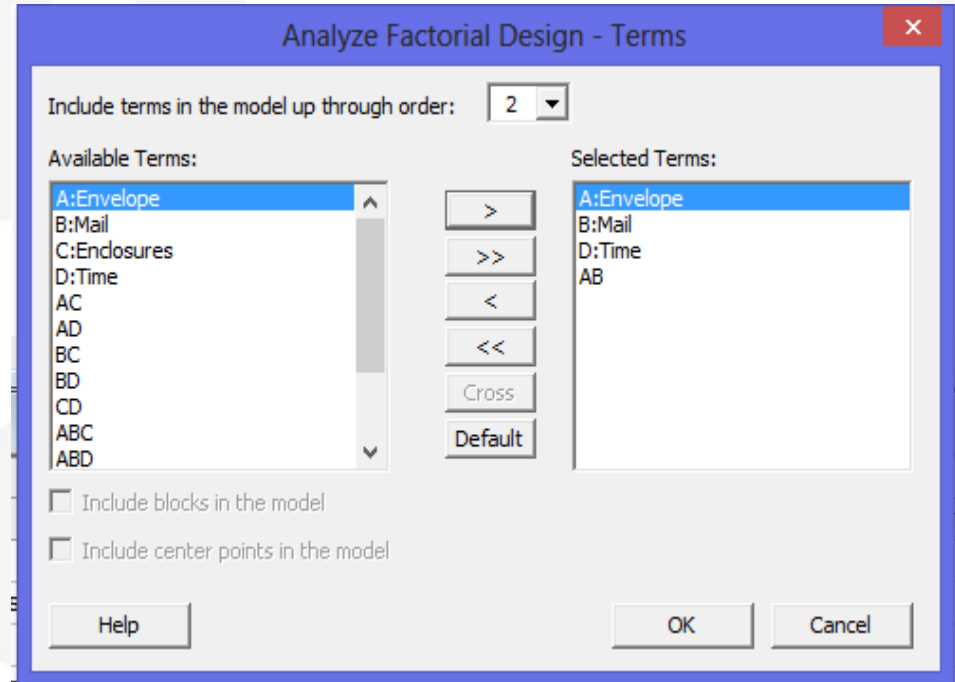 Analyze Factorial Design - Terms
Include terms in the model up through order: 2
Available Terms:
A:Envelope
B:Mail
C:Enclosures
D:Time
AC
AD
BC
BD
CD
ABC
ABD
>
>>
<
<<
Cross
Default
Selected Terms:
A:Envelope
B:Mail
D:Time
AB
Include blocks in the model
Include center points in the model
Help
OK
Cancel